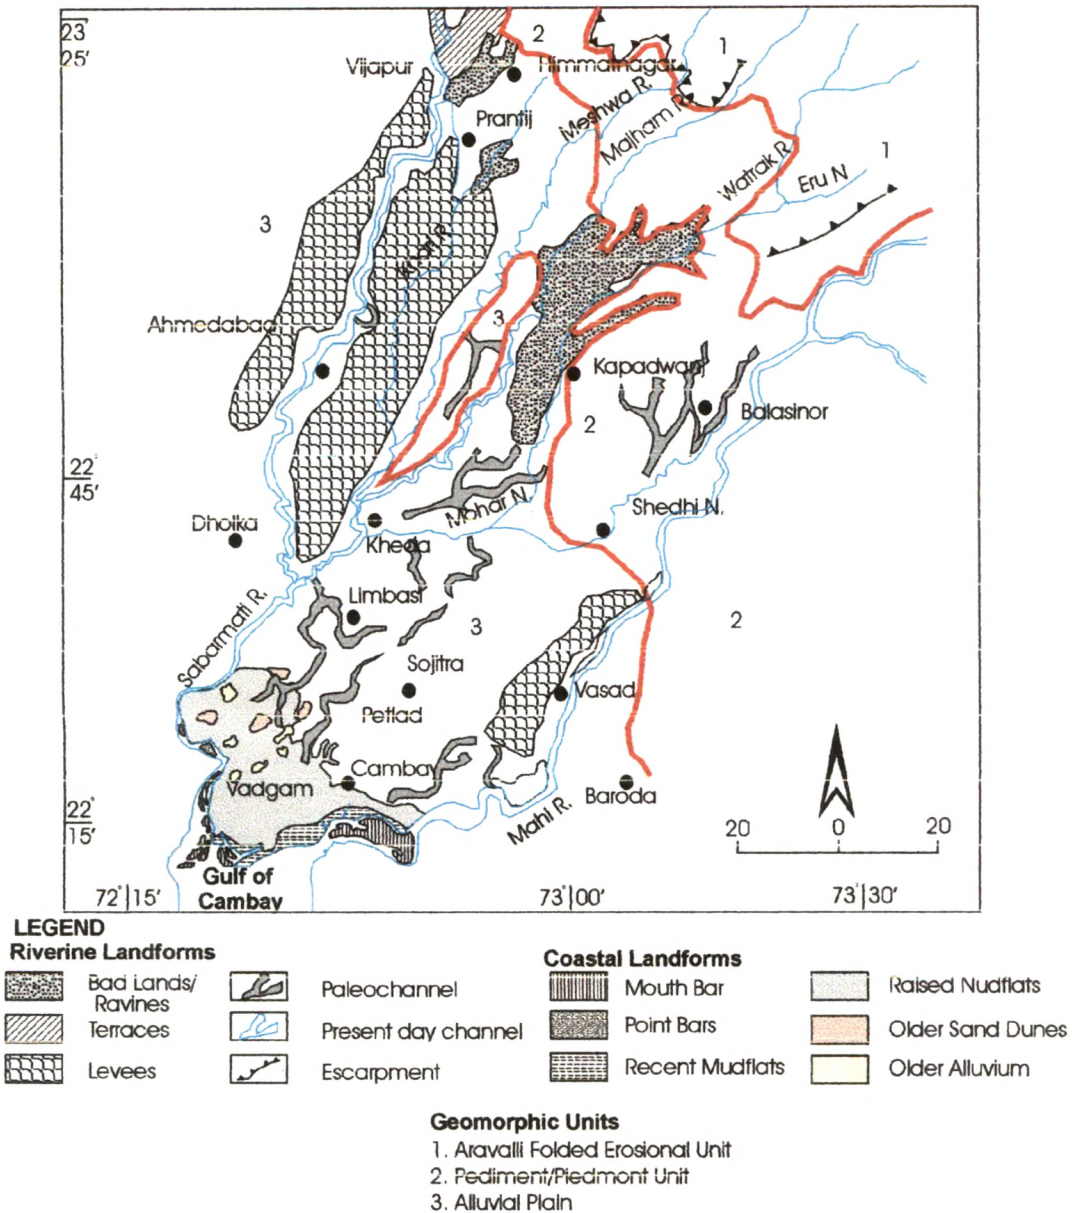 23°
25'
2
1
Vijapur
Himmatnagar
Prantij
Meshwa R.
Majham R.
Watrak R.
Eru N
1
3
Khari R.
Ahmedabad
3
Kapadwanj
2
Balasinor
22°
45'
Mohar N.
Shedhi N.
Dholka
Kheda
Limbasi
Sabarmati R.
3
2
Sojitra
Vasad
Petlad
Cambay
Vadgam
Baroda
Mahi R.
22°
15'
20
0
20
Gulf of
Cambay
72° 15'
73° 00'
73° 30'
LEGEND
Riverine Landforms
Bad Lands/
Ravines
Terraces
Levees
Paleochannel
Present day channel
Escarpment
Coastal Landforms
Mouth Bar
Point Bars
Recent Mudflats
Raised Nudflats
Older Sand Dunes
Older Alluvium
Geomorphic Units
1. Aravalli Folded Erosional Unit
2. Pediment/Piedmont Unit
3. Alluvial Plain